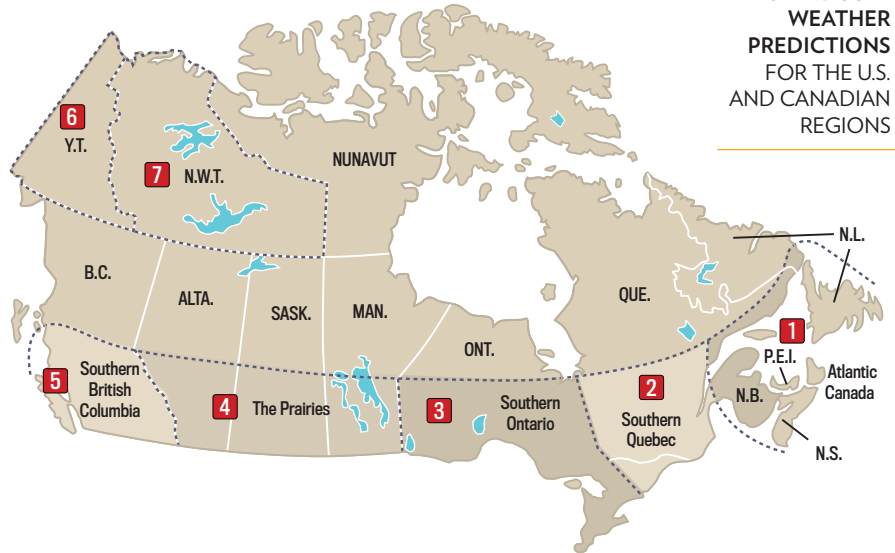 WEATHER
PREDICTIONS
FOR THE U.S.
AND CANADIAN
REGIONS
6
Y.T.
7
N.W.T.
NUNAVUT
N.L.
B.C.
ALTA.
SASK.
MAN.
ONT.
QUE.
1
P.E.I.
Atlantic
Canada
N.B.
N.S.
5
Southern
British
Columbia
4
The Prairies
3
Southern
Ontario
2
Southern
Quebec